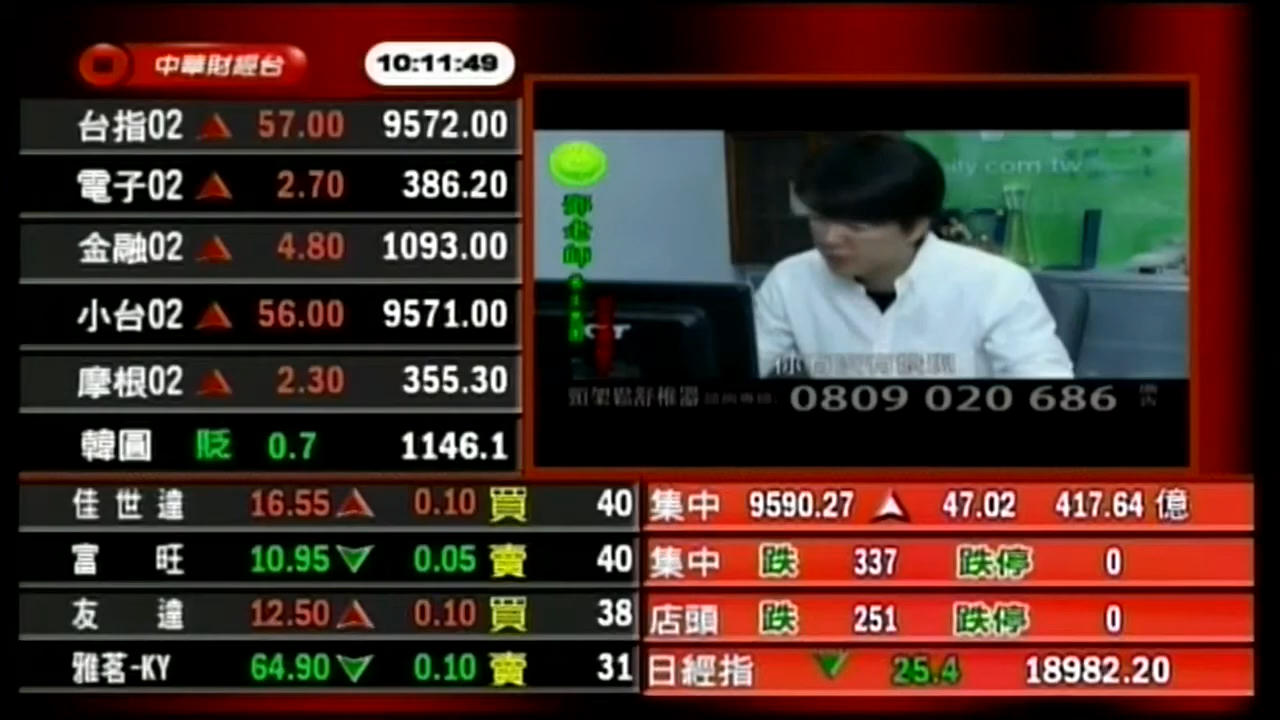 中華財經台 10:11:49
台指02 57.00 9572.00
電子02 2.70 386.20
金融02 4.80 1093.00
小台02 56.00 9571.00
摩根02 2.30 355.30
韓圓 貶 0.7 1146.1
佳世達 16.55 0.10 買 40
富旺 10.95 0.05 賣 40
友達 12.50 0.10 買 38
雅茗-KY 64.90 0.10 賣 31
ity.com.tw
0809 020 686
集中 9590.27 47.02 417.64 億
集中 跌 337 跌停 0
店頭 跌 251 跌停 0
日經指 25.4 18982.20